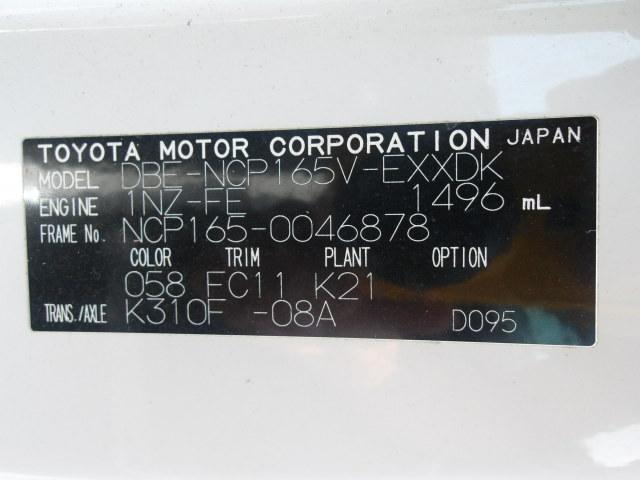 TOYOTA MOTOR CORPORATION JAPAN
MODEL DBE-NCP165V-EXXDK
ENGINE 1NZ-FE 1496 mL
FRAME No. NCP165-0046878
COLOR TRIM PLANT OPTION
058 FC11 K21
TRANS./AXLE K310F -08A D095